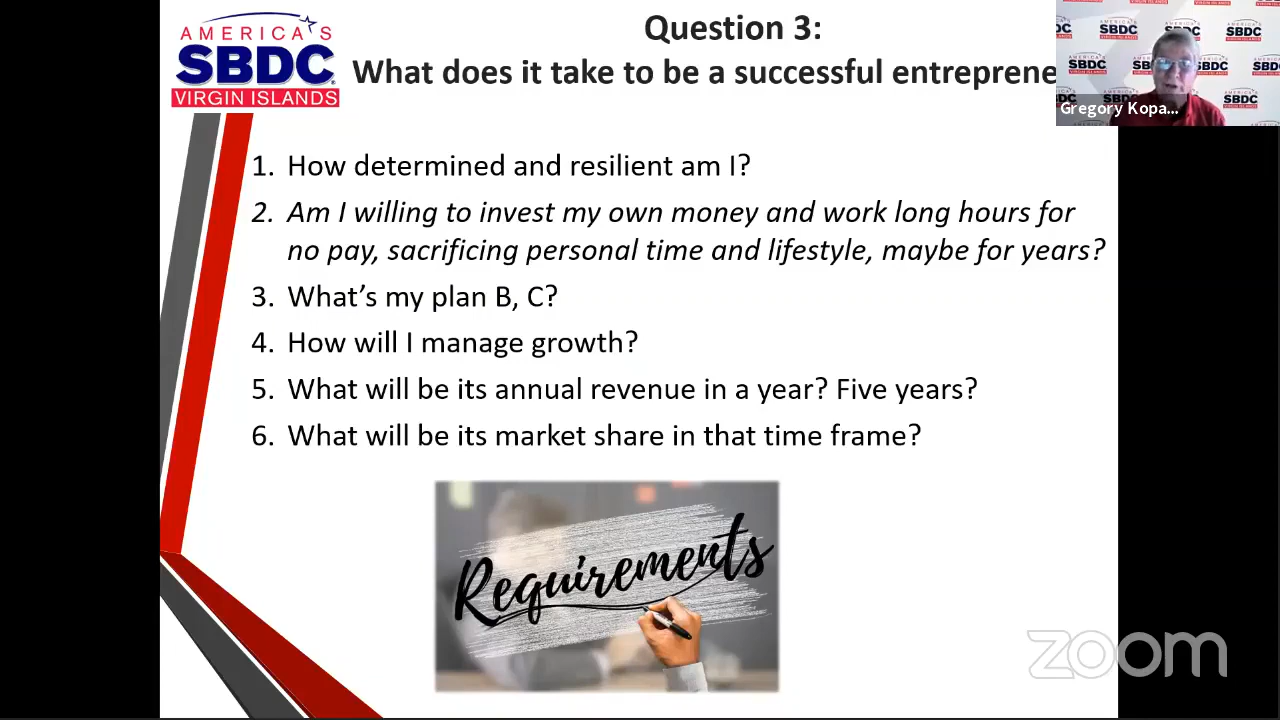 AMERICA'S
SBDC
VIRGIN ISLANDS
Question 3:
What does it take to be a successful entreprene
Gregory Kopa...
1. How determined and resilient am I?
2. Am I willing to invest my own money and work long hours for
no pay, sacrificing personal time and lifestyle, maybe for years?
3. What's my plan B, C?
4. How will I manage growth?
5. What will be its annual revenue in a year? Five years?
6. What will be its market share in that time frame?
Requirements
zoom